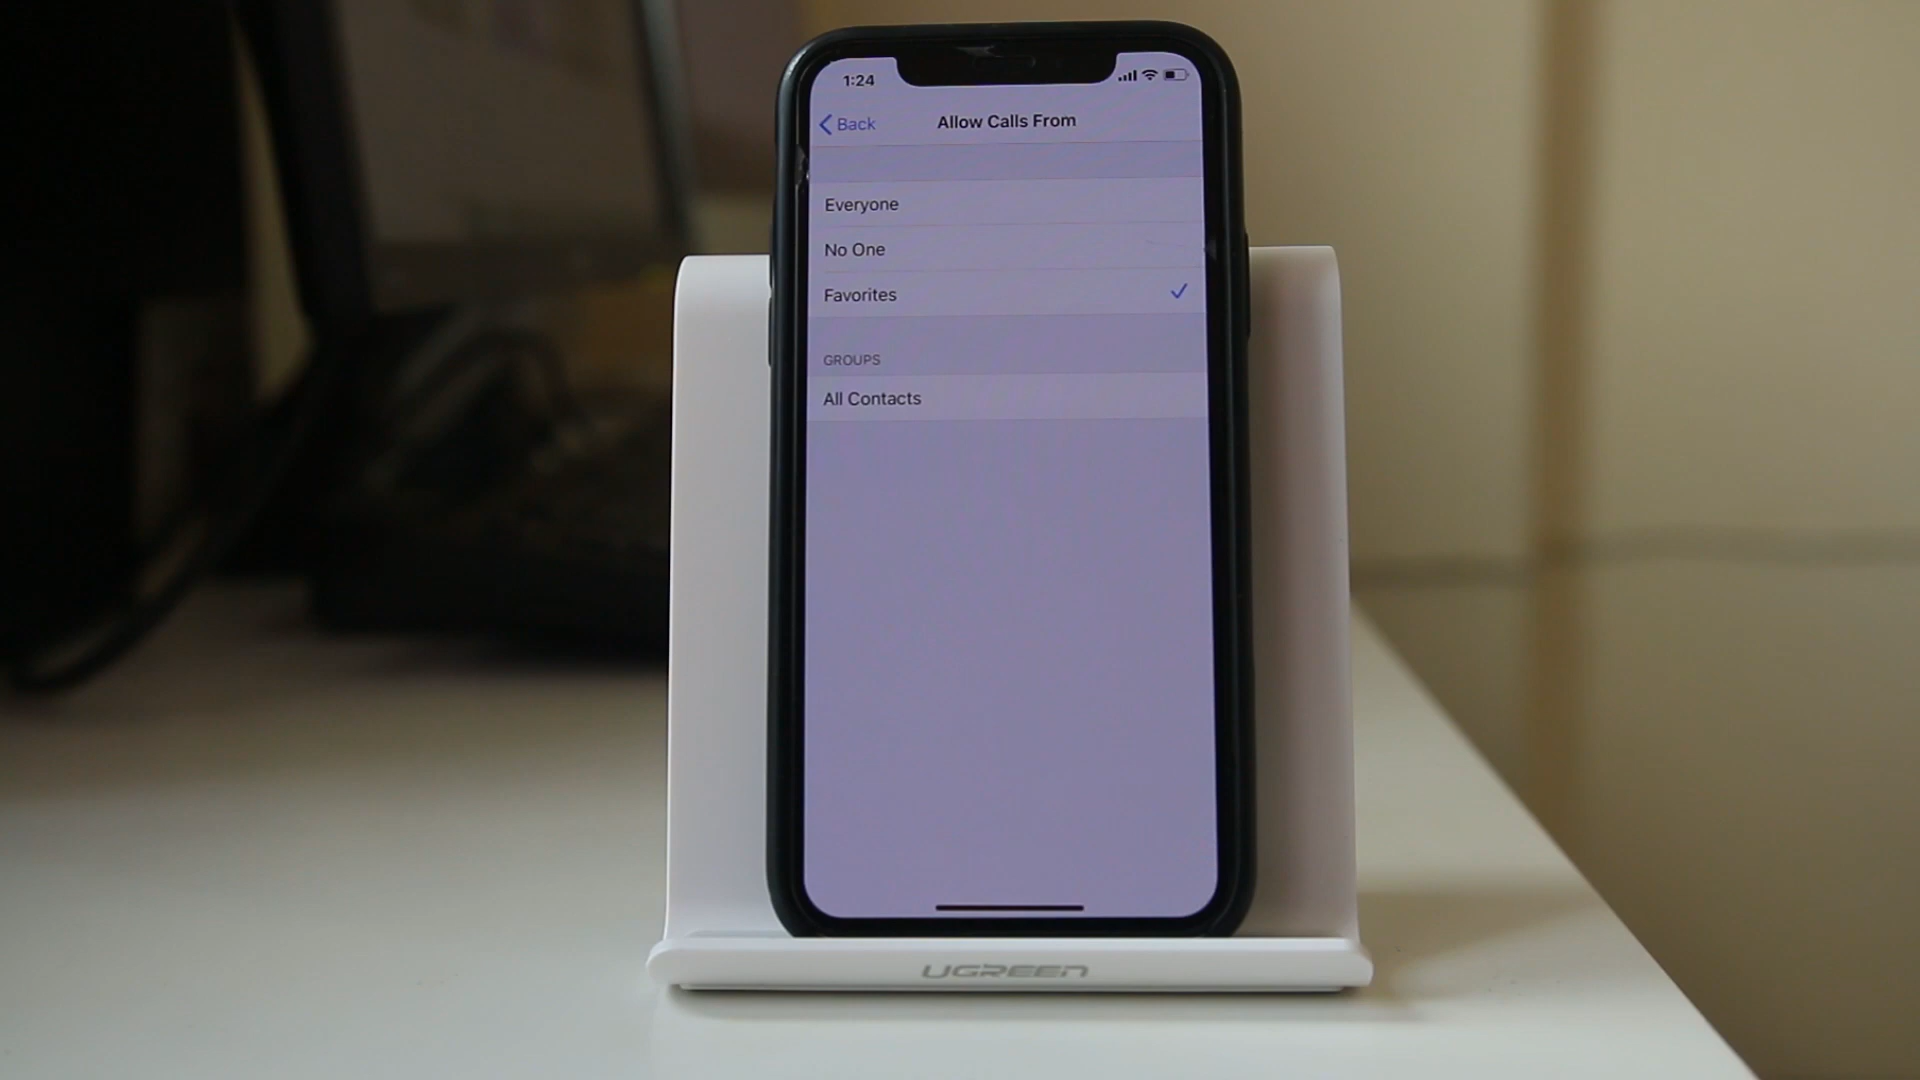 1:24
Back
Allow Calls From
Everyone
No One
Favorites
GROUPS
All Contacts
UGREEN